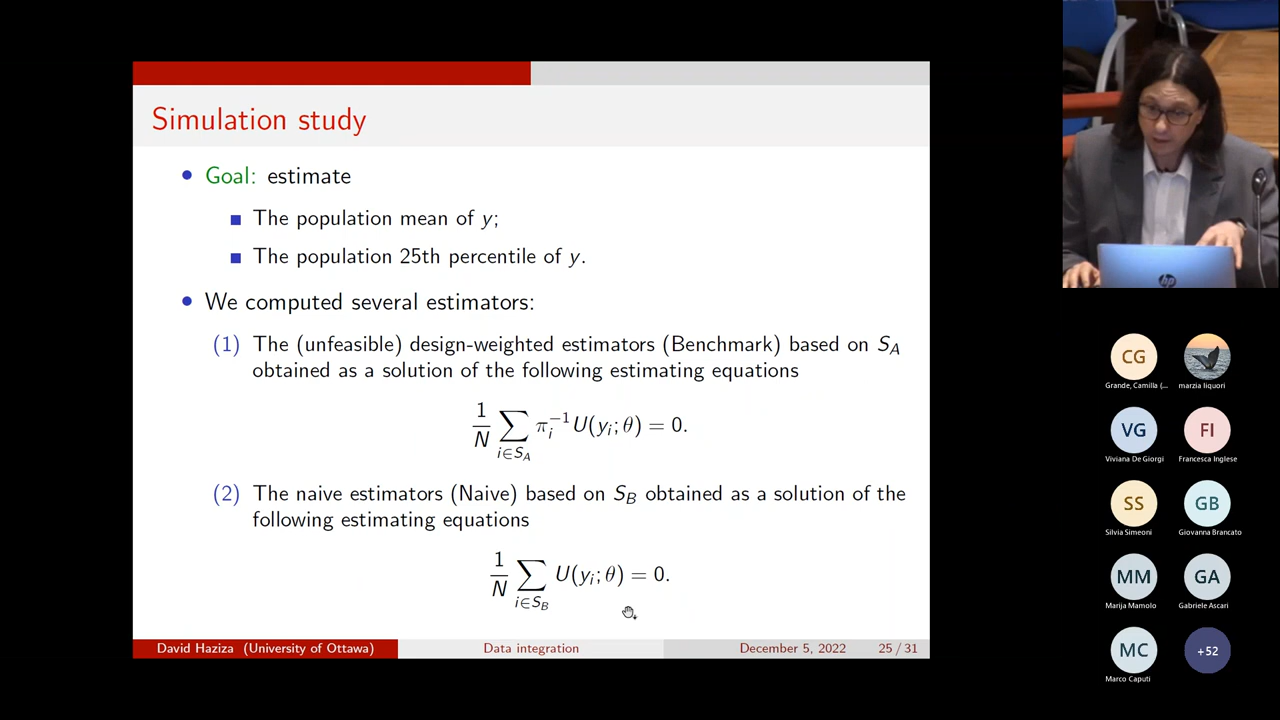 Simulation study
• Goal: estimate
■ The population mean of y;
■ The population 25th percentile of y.
• We computed several estimators:
(1) The (unfeasible) design-weighted estimators (Benchmark) based on S_A
obtained as a solution of the following estimating equations
1/N ∑_{i∈S_A} π_i^{-1} U(y_i; θ) = 0.
(2) The naive estimators (Naive) based on S_B obtained as a solution of the
following estimating equations
1/N ∑_{i∈S_B} U(y_i; θ) = 0.
David Haziza (University of Ottawa) Data integration December 5, 2022 25 / 31
hp
CG
Grande, Camilla (...
marzia liquori
VG FI
Viviana De Giorgi Francesca Inglese
SS GB
Silvia Simeoni Giovanna Brancato
MM GA
Marija Mamolo Gabriele Ascari
MC +52
Marco Caputi